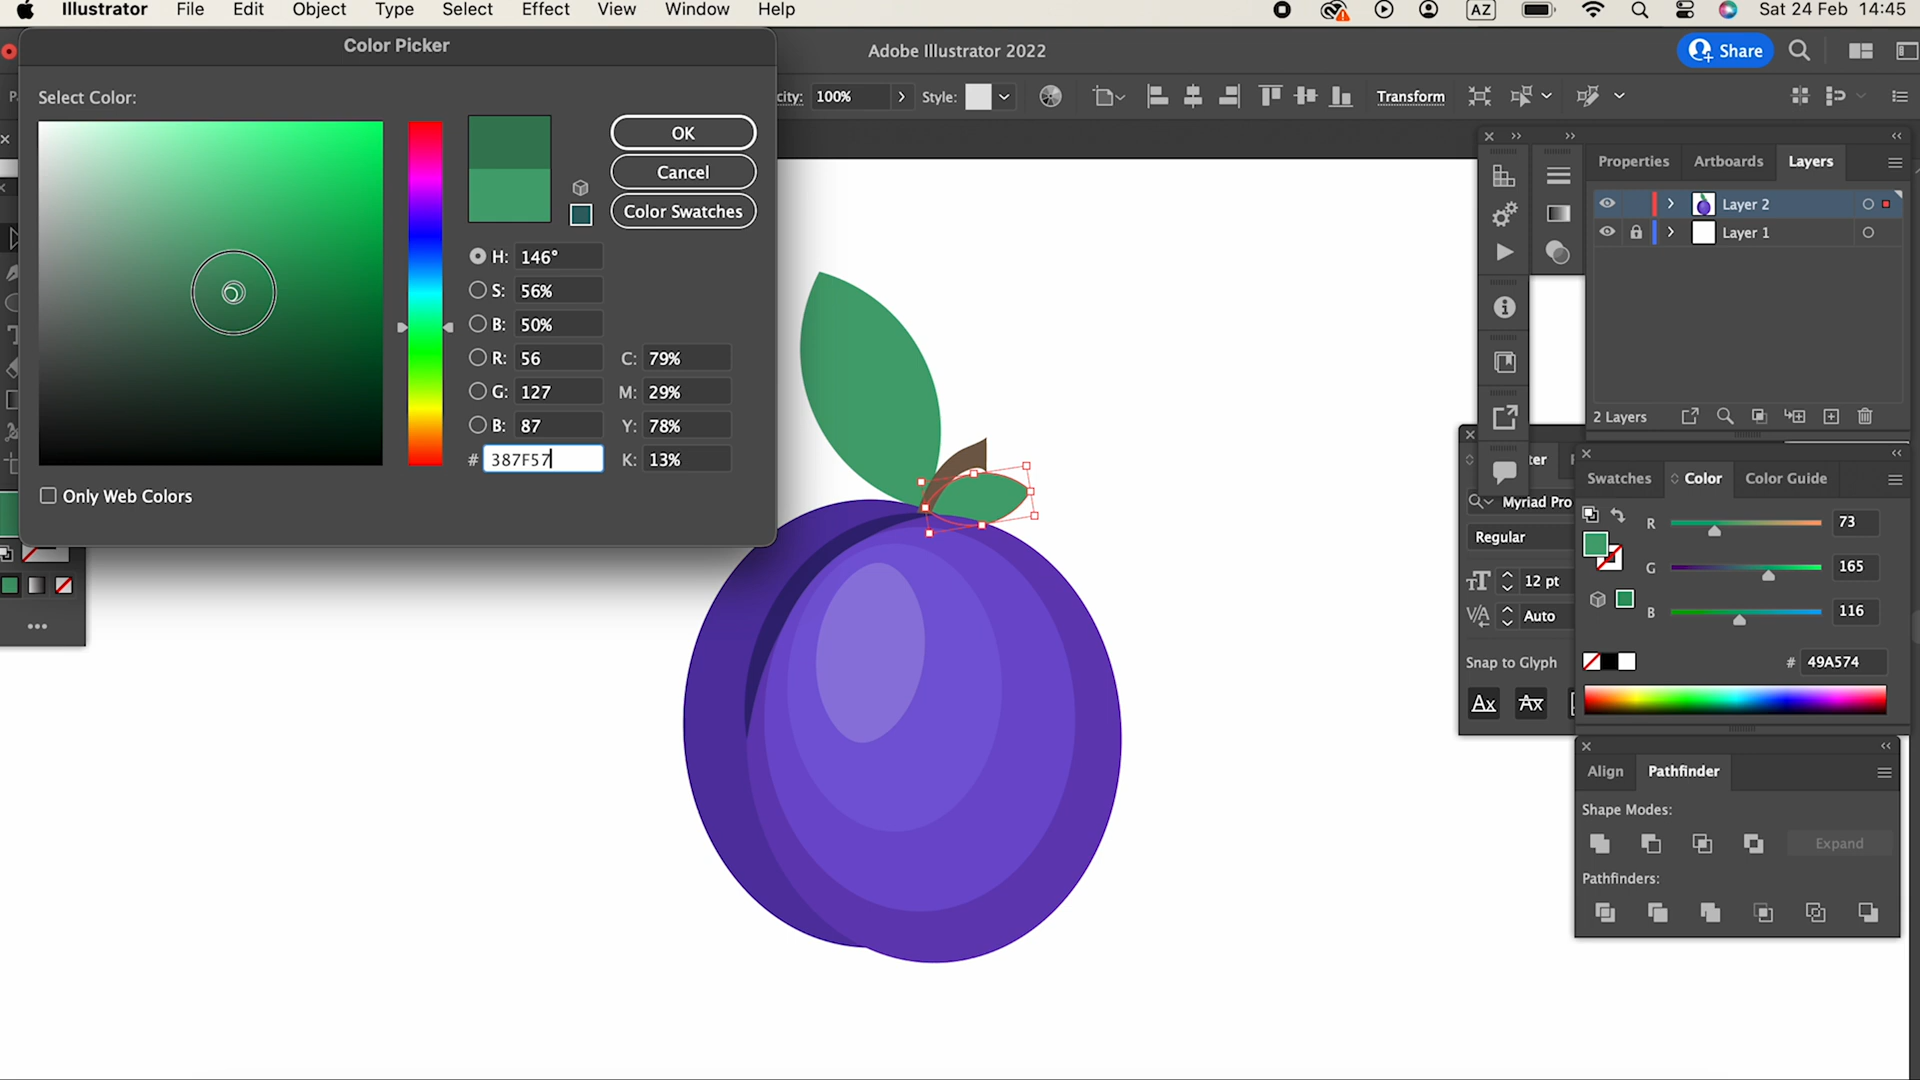 Illustrator File Edit Object Type Select Effect View Window Help AZ Sat 24 Feb 14:45
Color Picker
Adobe Illustrator 2022
Share
Select Color:
100%
Style:
Transform
OK
Cancel
Color Swatches
H: 146°
S: 56%
B: 50%
R: 56
G: 127
B: 87
# 387F57
C: 79%
M: 29%
Y: 78%
K: 13%
Only Web Colors
Properties Artboards Layers
Layer 2
Layer 1
2 Layers
Myriad Pro
Regular
12 pt
Auto
Snap to Glyph
Ax Ax
Swatches Color Color Guide
R 73
G 165
B 116
# 49A574
Align Pathfinder
Shape Modes:
Expand
Pathfinders: